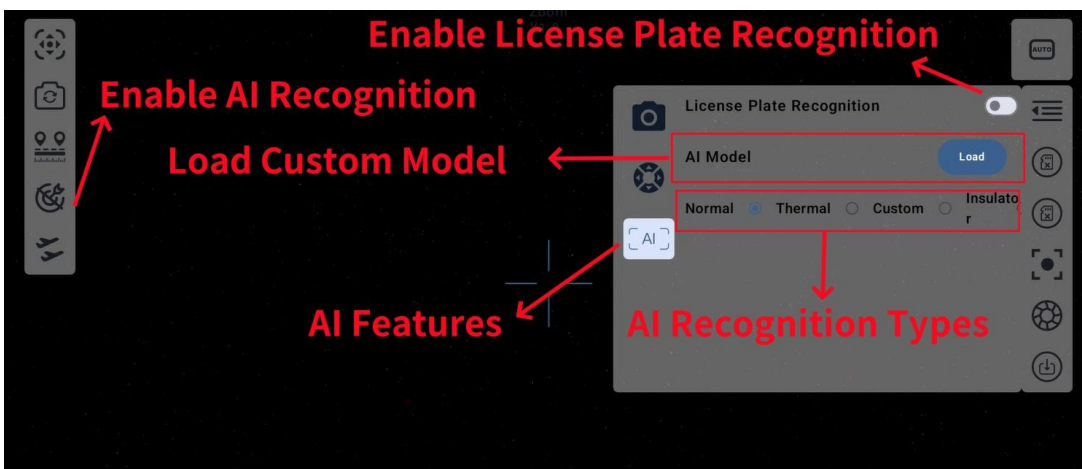 Zoom
Enable License Plate Recognition
AUTO
Enable AI Recognition
License Plate Recognition
Load Custom Model
AI Model
Load
Normal
Thermal
Custom
Insulato
r
AI
AI Features
AI Recognition Types